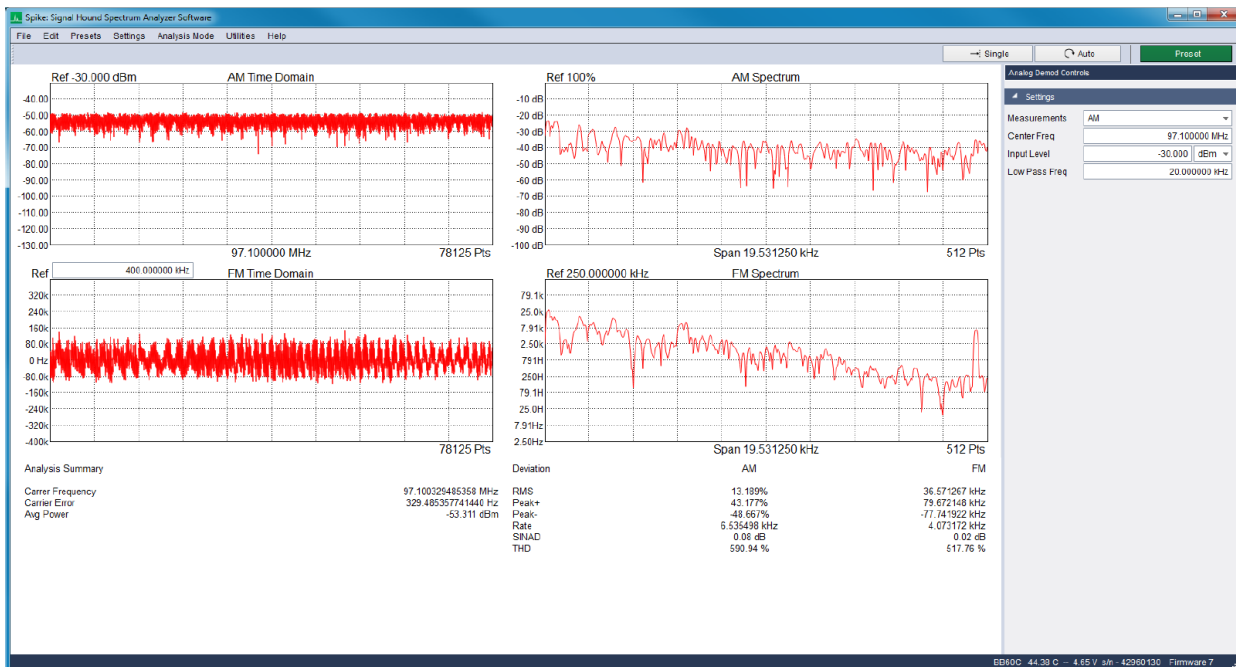 Spike: Signal Hound Spectrum Analyzer Software
File Edit Presets Settings Analysis Mode Utilities Help
Single Auto Preset
Ref -30.000 dBm AM Time Domain
-40.00
-50.00
-60.00
-70.00
-80.00
-90.00
-100.00
-110.00
-120.00
-130.00
97.100000 MHz 78125 Pts
Ref 100% AM Spectrum
-10 dB
-20 dB
-30 dB
-40 dB
-50 dB
-60 dB
-70 dB
-80 dB
-90 dB
-100 dB
Span 19.531250 kHz 512 Pts
Ref 400.000000 kHz FM Time Domain
320k
240k
160k
80.0k
0 Hz
-80.0k
-160k
-240k
-320k
-400k
78125 Pts
Ref 250.000000 kHz FM Spectrum
79.1k
25.0k
7.91k
2.50k
791H
250H
79.1H
25.0H
7.91Hz
2.50Hz
Span 19.531250 kHz 512 Pts
Analysis Summary
Carrer Frequency 97.100329485358 MHz
Carrier Error 329.485357741440 Hz
Avg Power -53.311 dBm
Deviation AM FM
RMS 13.189% 36.571267 kHz
Peak+ 43.177% 79.672148 kHz
Peak- -48.667% -77.741922 kHz
Rate 6.535498 kHz 4.073172 kHz
SINAD 0.08 dB 0.02 dB
THD 590.94 % 517.76 %
Analog Demod Controls
Settings
Measurements AM
Center Freq 97.100000 MHz
Input Level -30.000 dBm
Low Pass Freq 20.000000 kHz
BB60C 44.38 C -- 4.65 V s/n - 42960130 Firmware 7